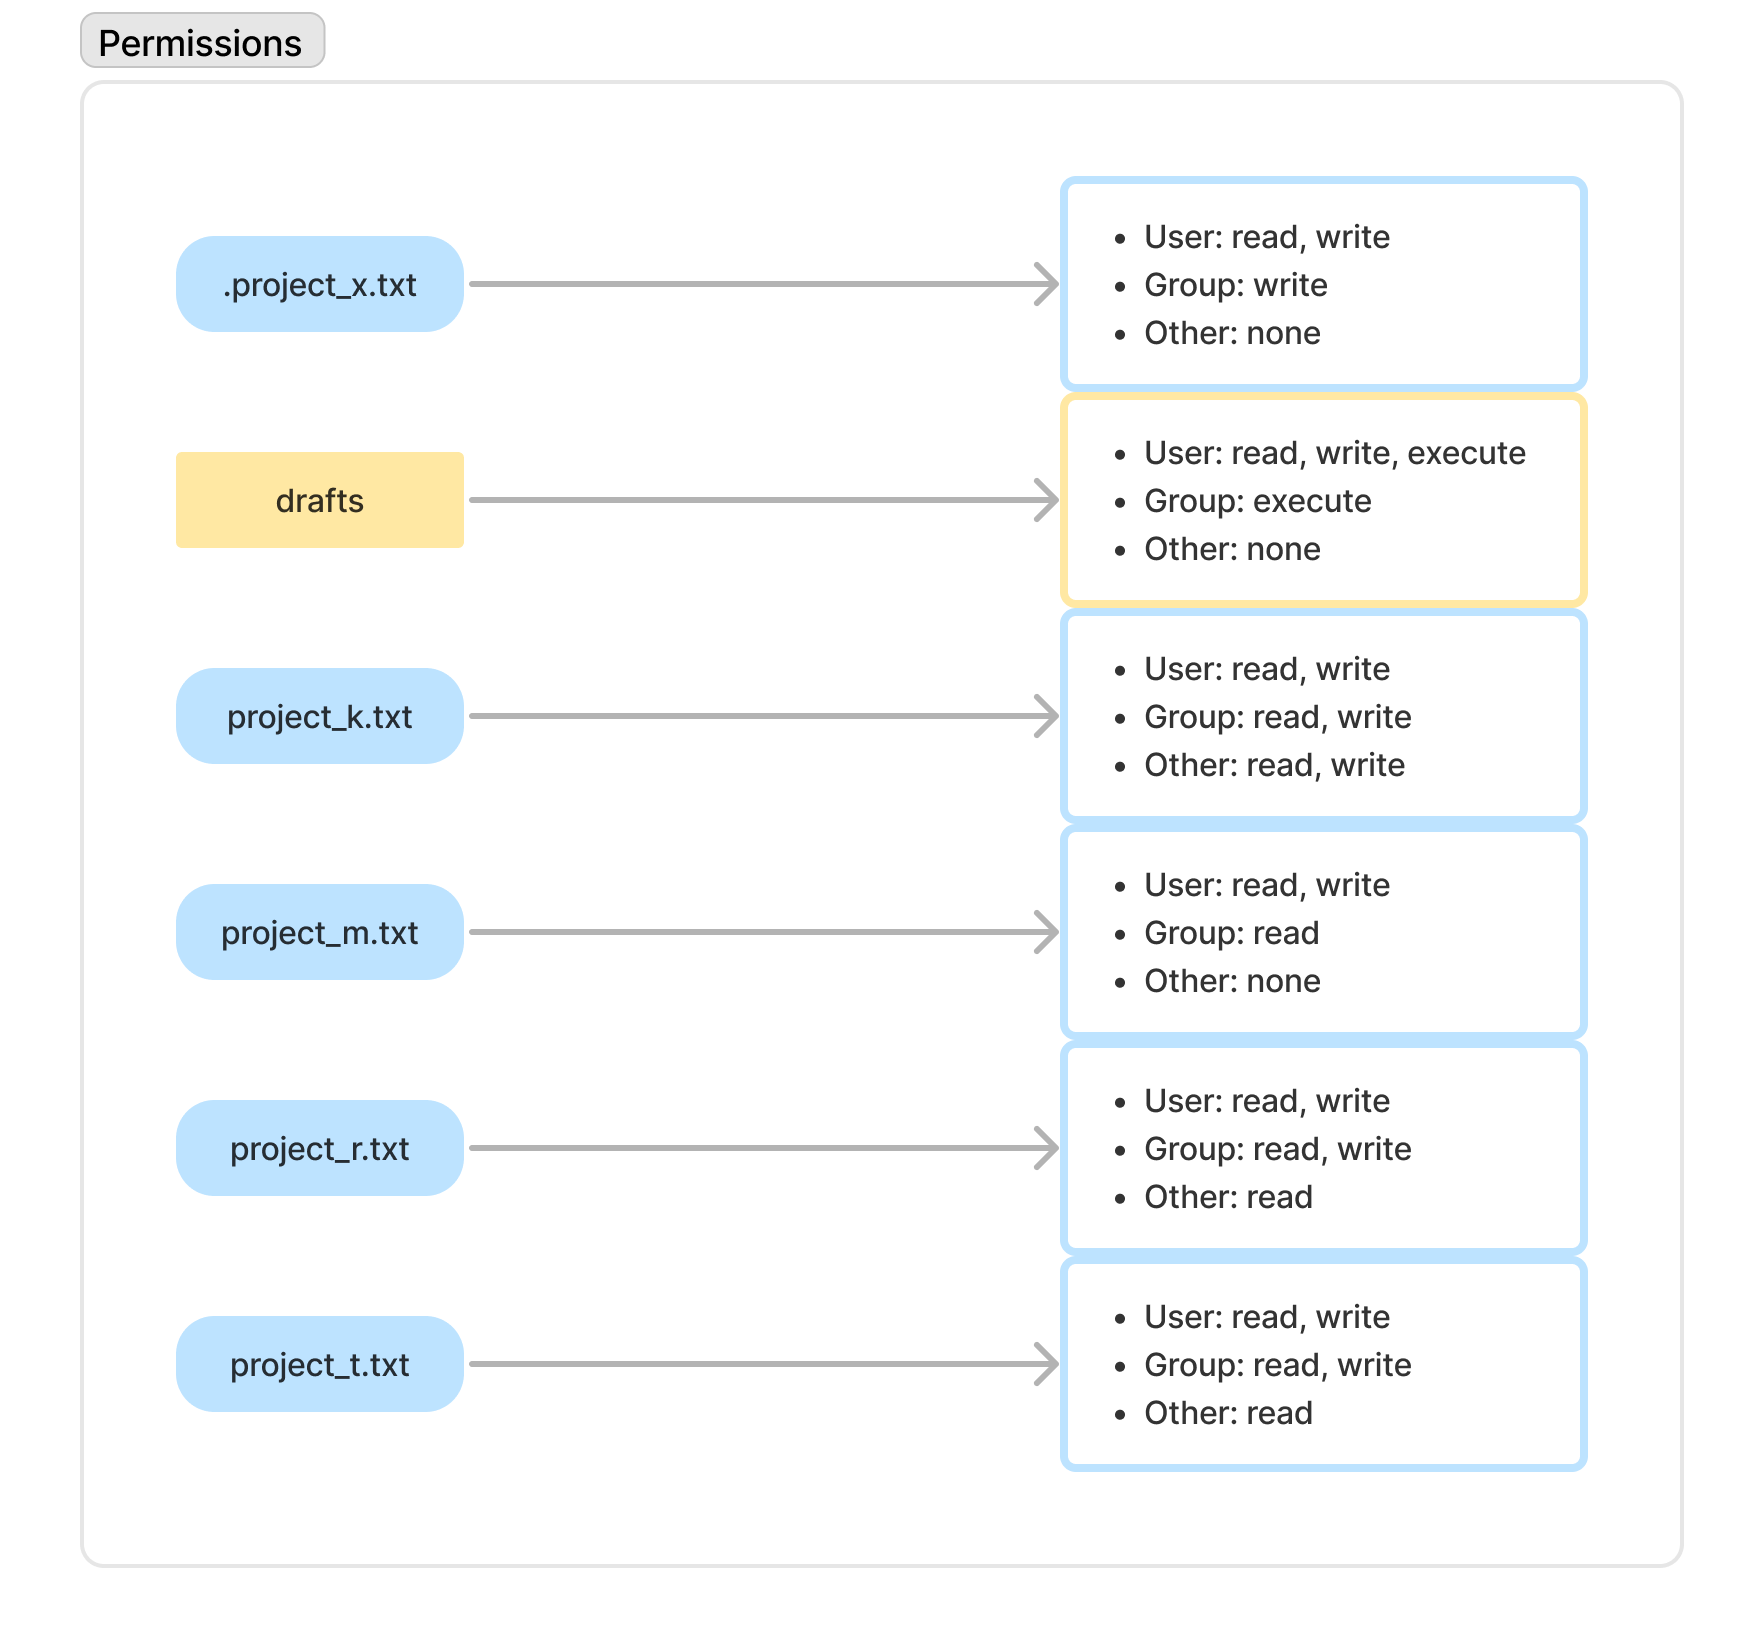 Permissions
.project_x.txt
• User: read, write
• Group: write
• Other: none
drafts
• User: read, write, execute
• Group: execute
• Other: none
project_k.txt
• User: read, write
• Group: read, write
• Other: read, write
project_m.txt
• User: read, write
• Group: read
• Other: none
project_r.txt
• User: read, write
• Group: read, write
• Other: read
project_t.txt
• User: read, write
• Group: read, write
• Other: read